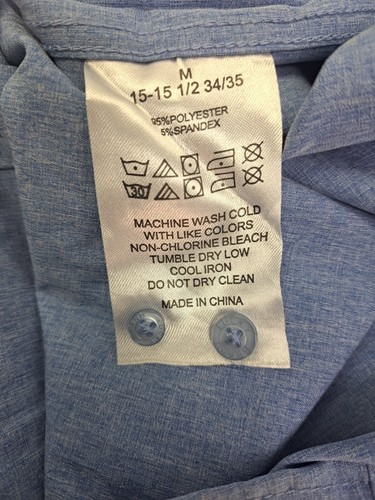 M
15-15 1/2 34/35
95%POLYESTER
5%SPANDEX
30
MACHINE WASH COLD
WITH LIKE COLORS
NON-CHLORINE BLEACH
TUMBLE DRY LOW
COOL IRON
DO NOT DRY CLEAN
MADE IN CHINA